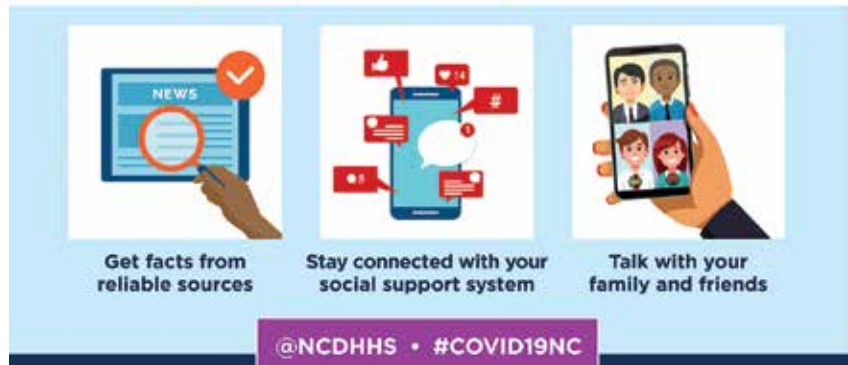 NEWS
14
#
1
8
Get facts from
reliable sources
Stay connected with your
social support system
Talk with your
family and friends
@NCDHHS • #COVID19NC